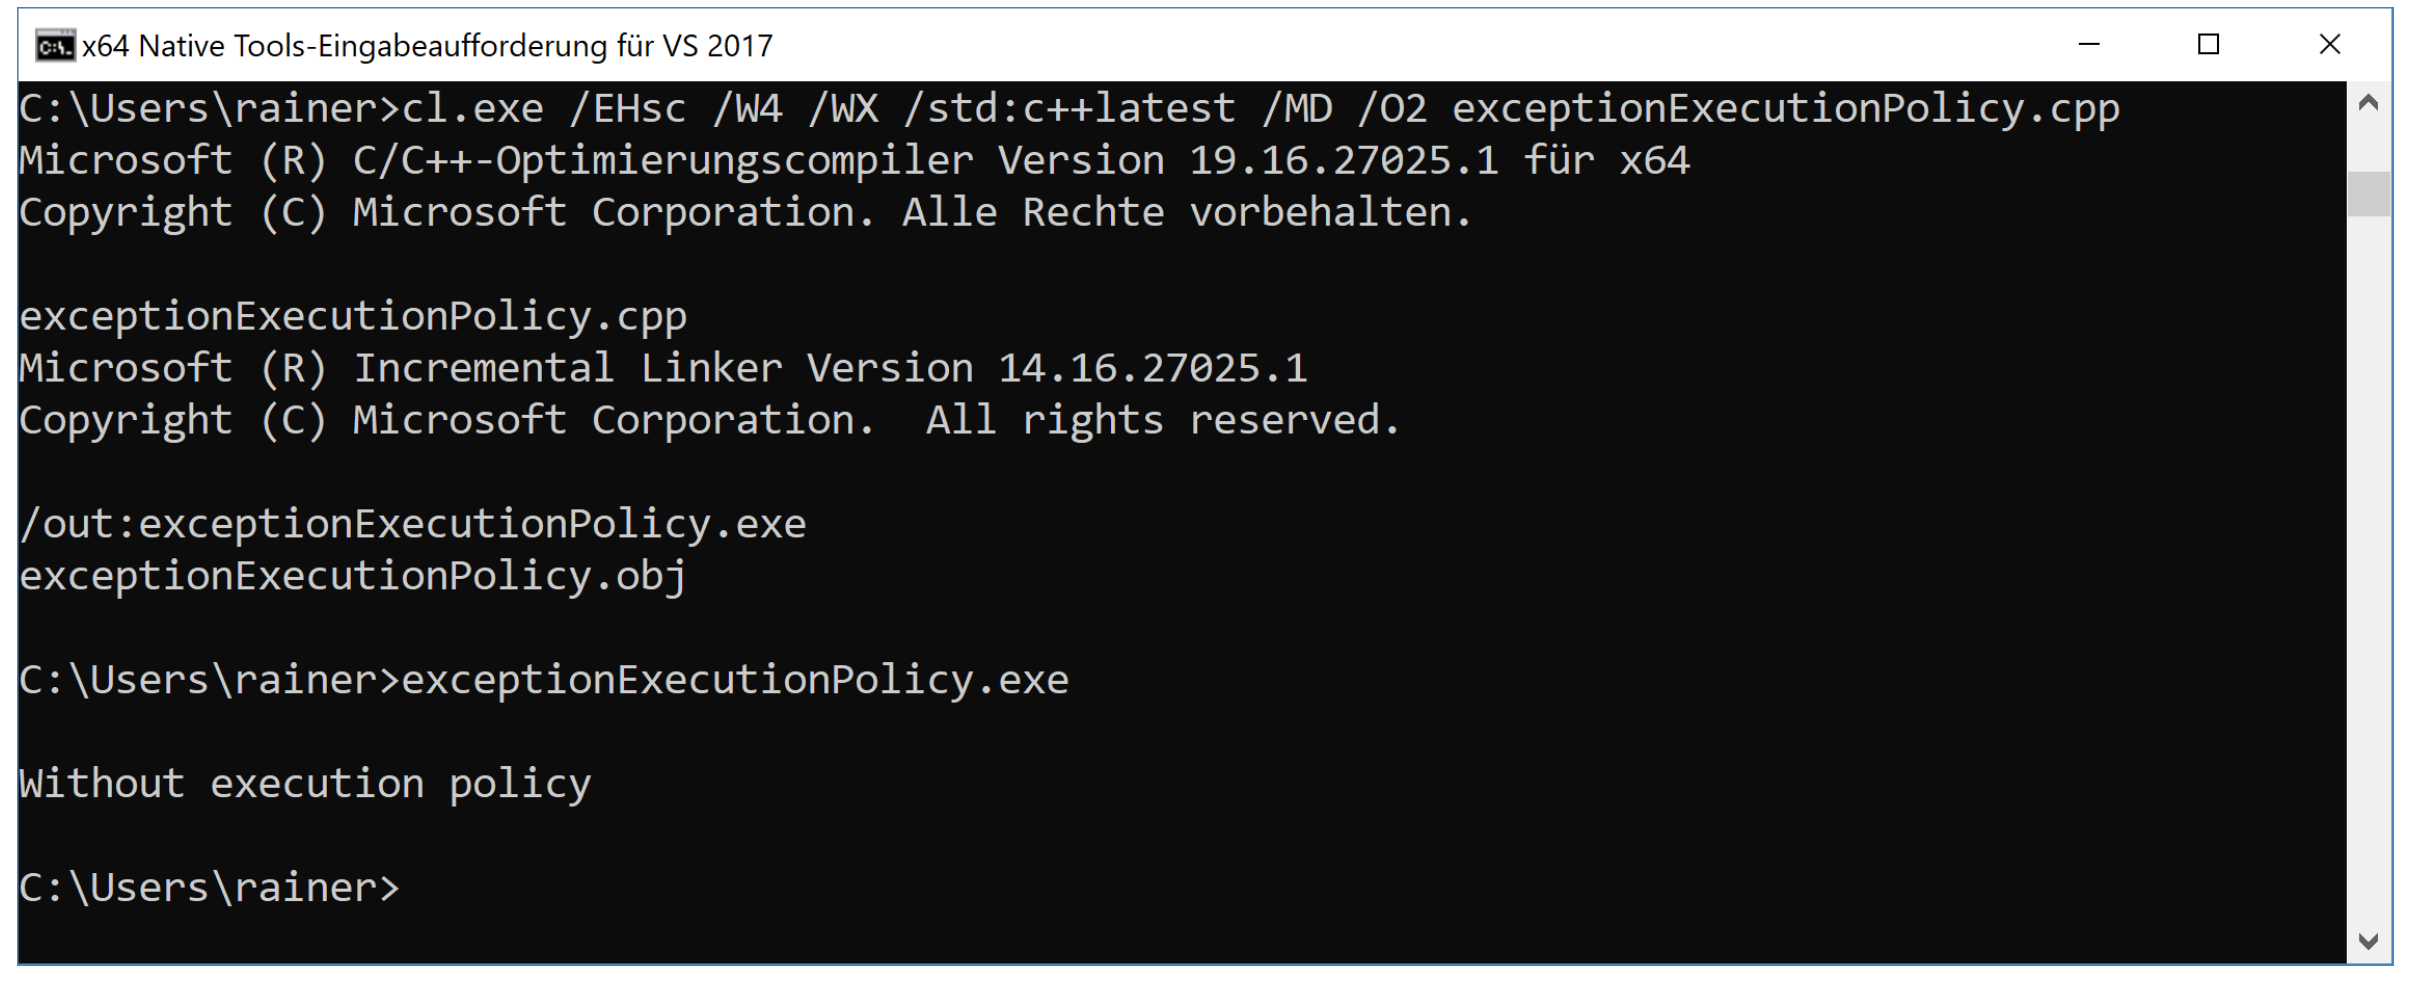 x64 Native Tools-Eingabeaufforderung für VS 2017
C:\Users\rainer>cl.exe /EHsc /W4 /WX /std:c++latest /MD /O2 exceptionExecutionPolicy.cpp
Microsoft (R) C/C++-Optimierungscompiler Version 19.16.27025.1 für x64
Copyright (C) Microsoft Corporation. Alle Rechte vorbehalten.
exceptionExecutionPolicy.cpp
Microsoft (R) Incremental Linker Version 14.16.27025.1
Copyright (C) Microsoft Corporation.  All rights reserved.
/out:exceptionExecutionPolicy.exe
exceptionExecutionPolicy.obj
C:\Users\rainer>exceptionExecutionPolicy.exe
Without execution policy
C:\Users\rainer>